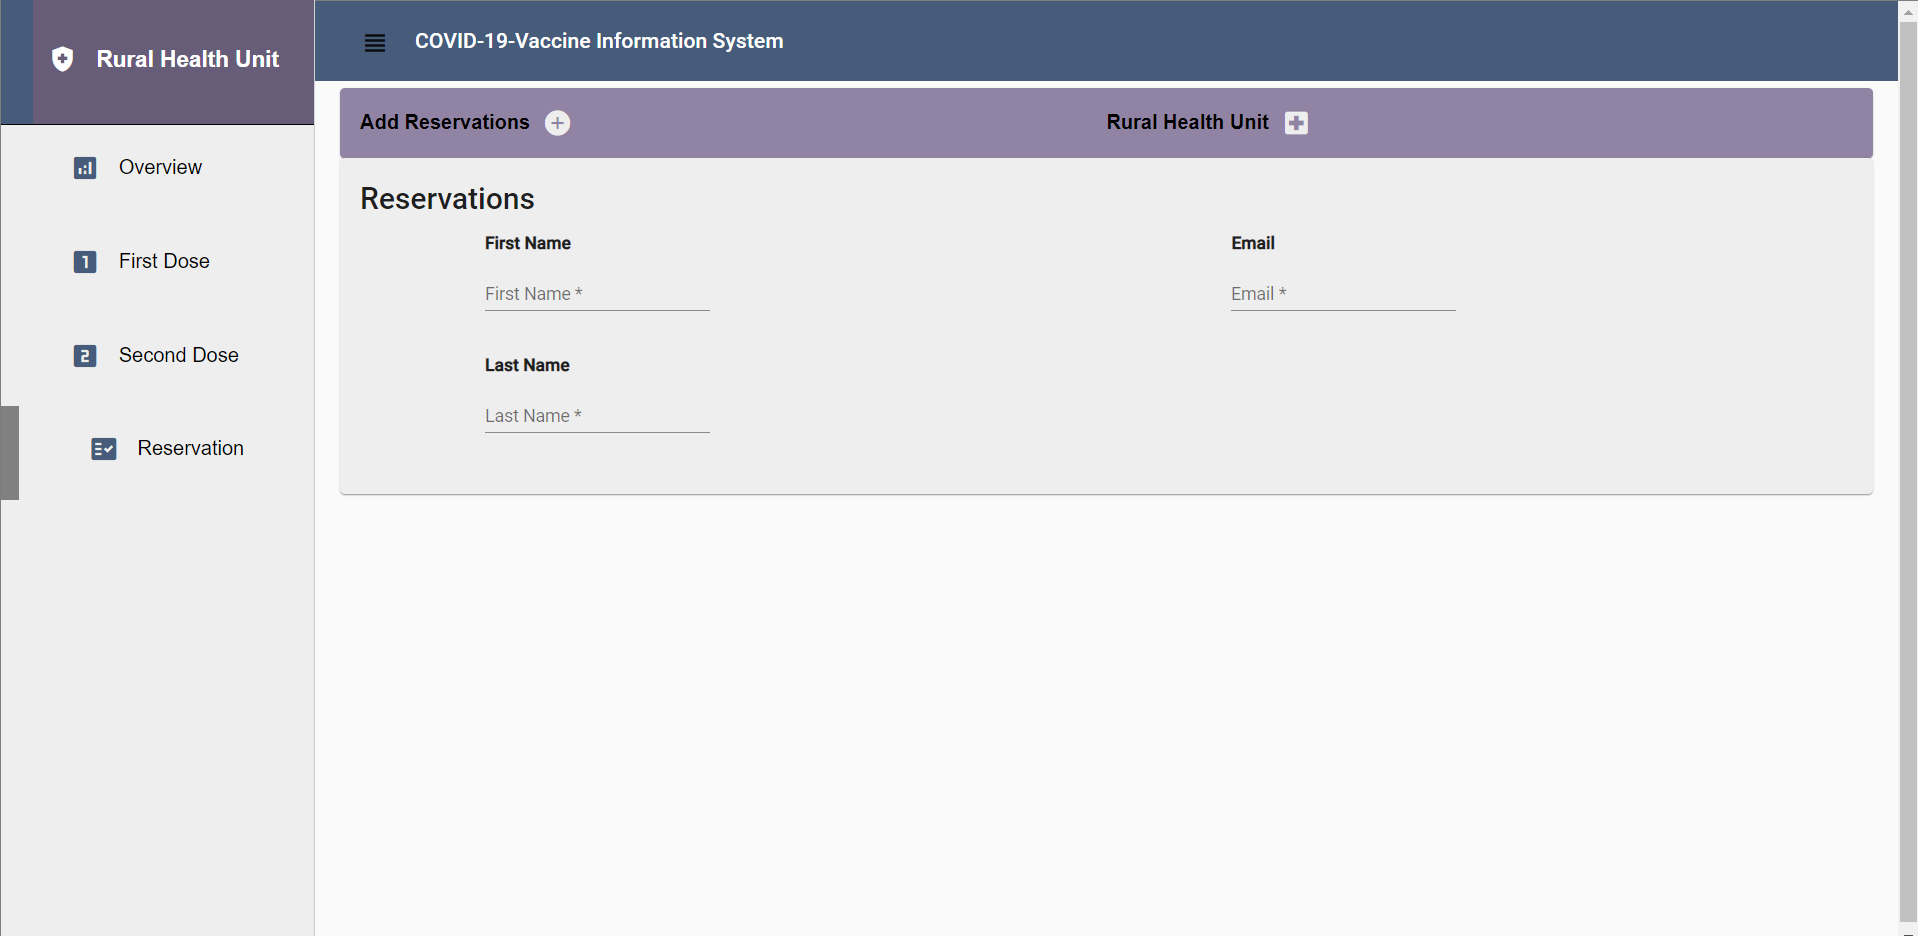 Rural Health Unit
COVID-19-Vaccine Information System
Overview
1 First Dose
2 Second Dose
Reservation
Add Reservations
Rural Health Unit
Reservations
First Name
First Name *
Email
Email *
Last Name
Last Name *